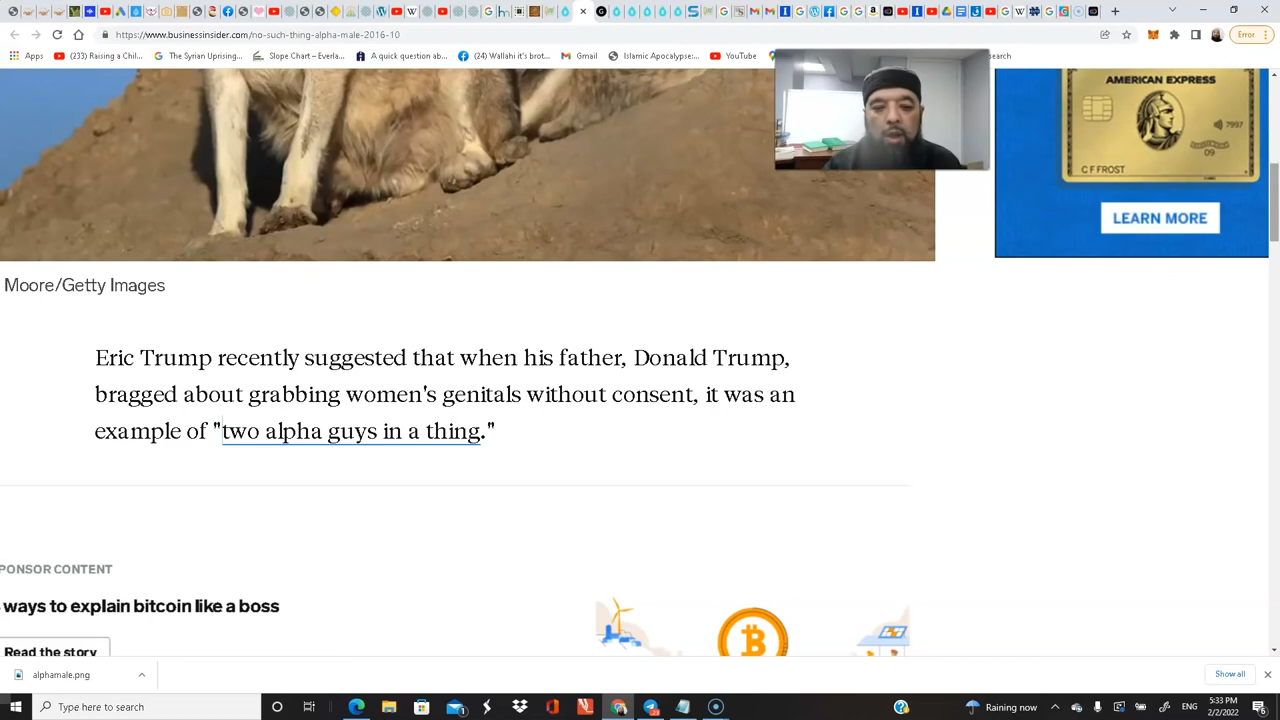 https://www.businessinsider.com/no-such-thing-alpha-male-2016-10
Error
Apps
(233) Raising a Chil...
The Syrian Uprising...
Slope Chart – Everla...
A quick question ab...
(24) Wallahi it's brot...
Gmail
Islamic Apocalypse:...
YouTube
AMERICAN EXPRESS
7997
09
C F FROST
LEARN MORE
Moore/Getty Images
Eric Trump recently suggested that when his father, Donald Trump,
bragged about grabbing women's genitals without consent, it was an
example of "two alpha guys in a thing."
PONSOR CONTENT
ways to explain bitcoin like a boss
Read the story
alphamale.png
Show all
Type here to search
Raining now
5:33 PM
2/2/2022